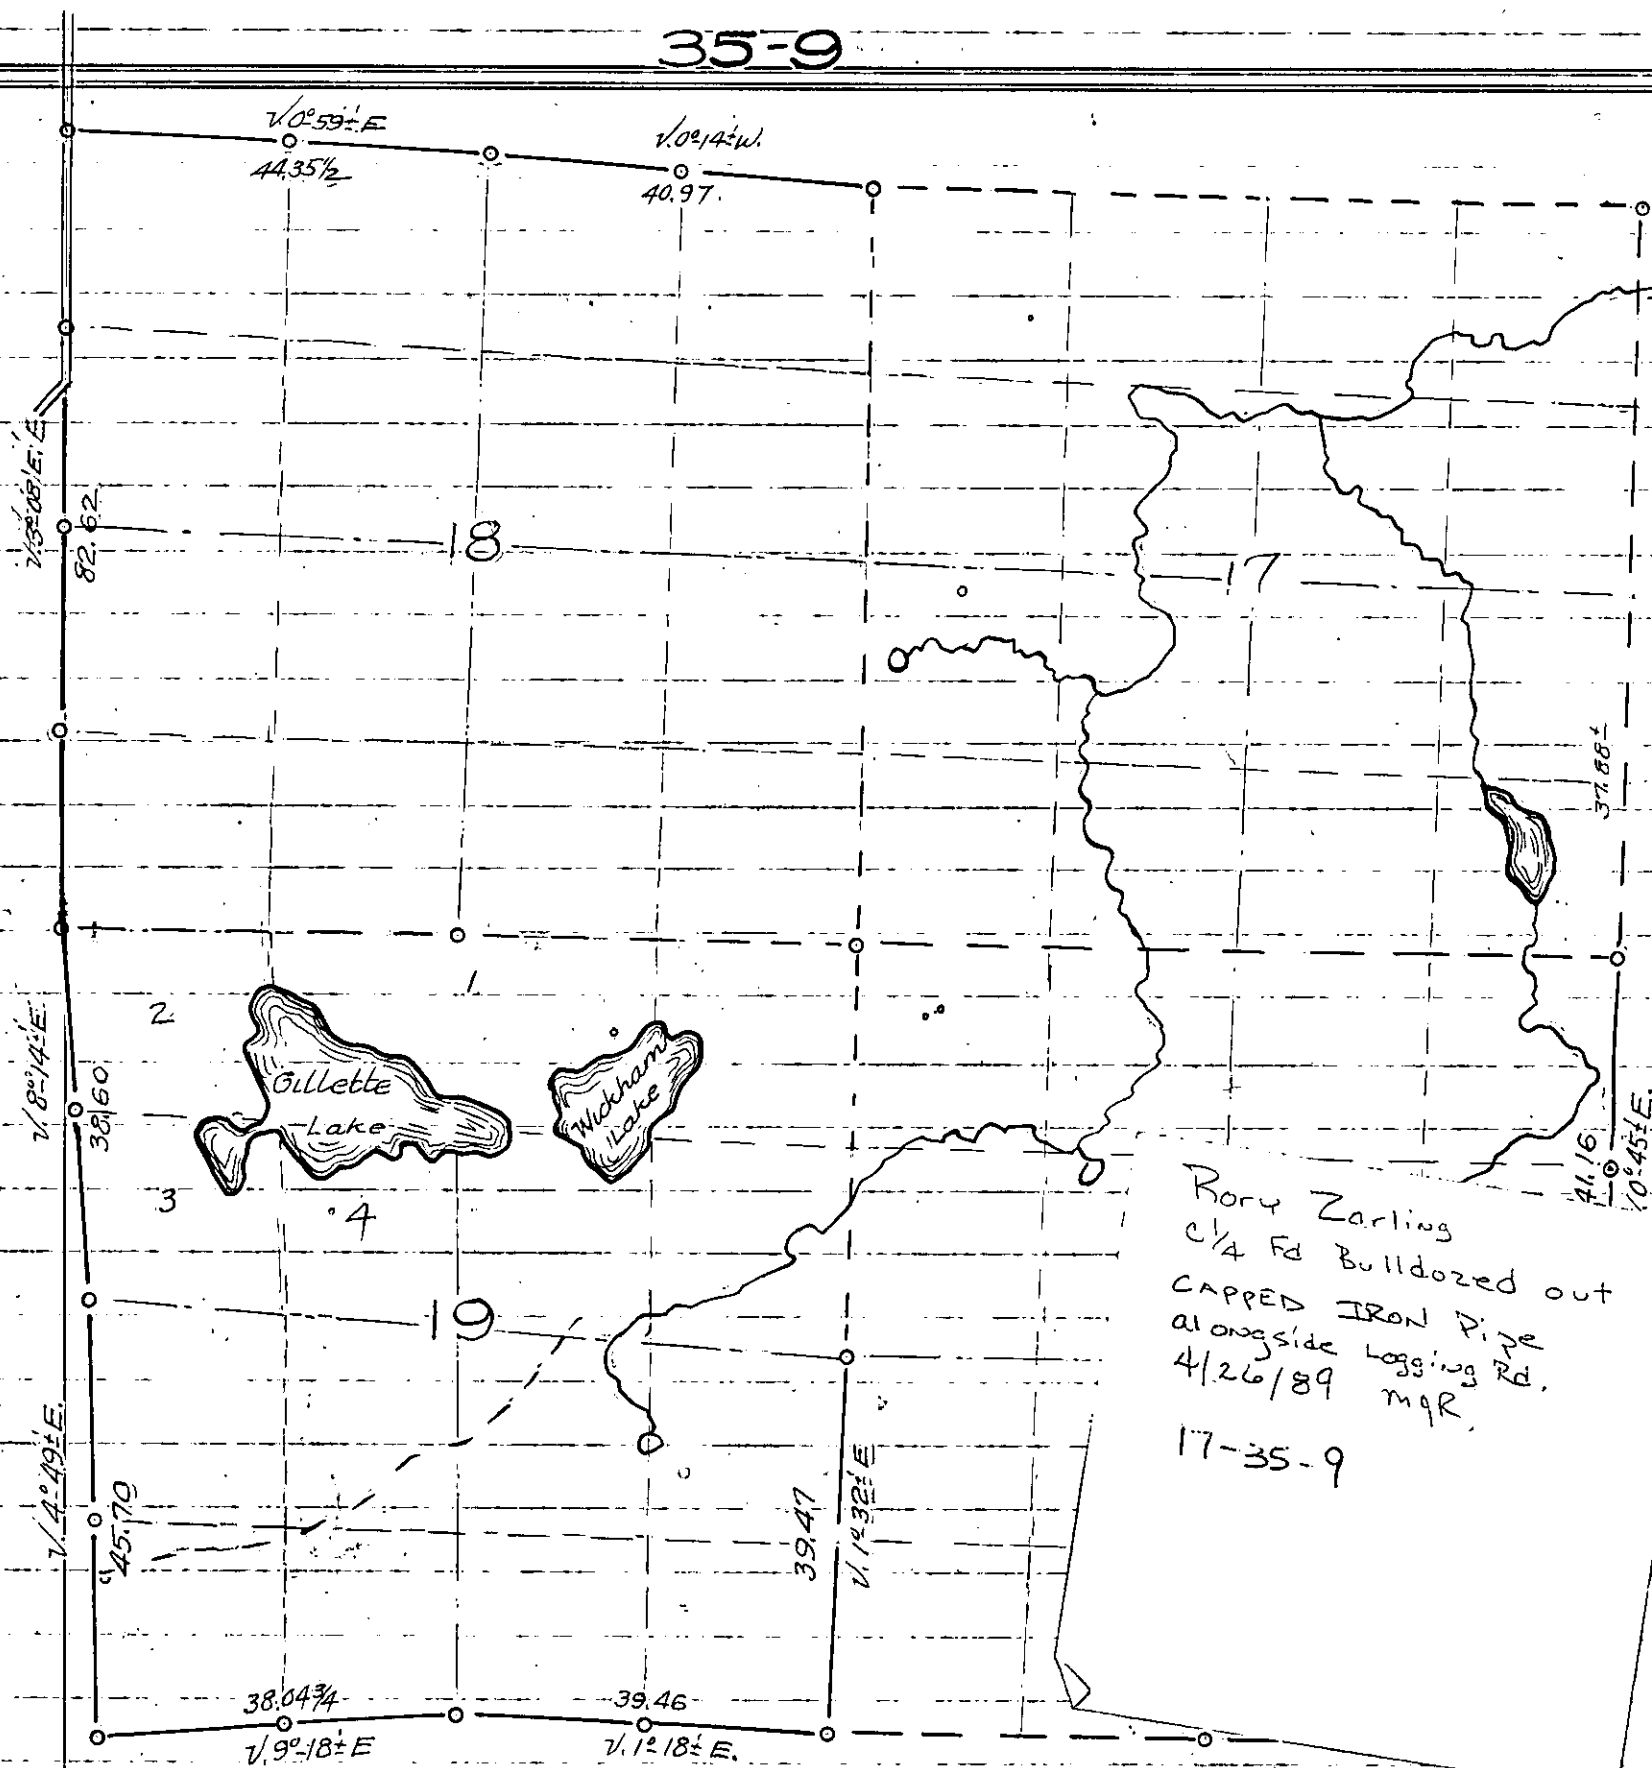 35-9
V.0°59'±E
44.35½
V.0°14'±W.
40.97.
V.3°08'E.
82.62
18
17
37.88±
1
1
2
Gillette
Lake
Wickham
Lake
V.8°-14'±E.
38.60
3
4
41.16
V.0°45'±E.
Rory Zarling
C¼ Fd Bulldozed out
CAPPED IRON Pipe
alongside Logging Rd.
4/26/89 MQR.
17-35-9
19
V.4°49'±E.
45.70
39.47
V.1°32'±E
38.04¾
V.9°-18'±E
39.46
V.1°18'±E.